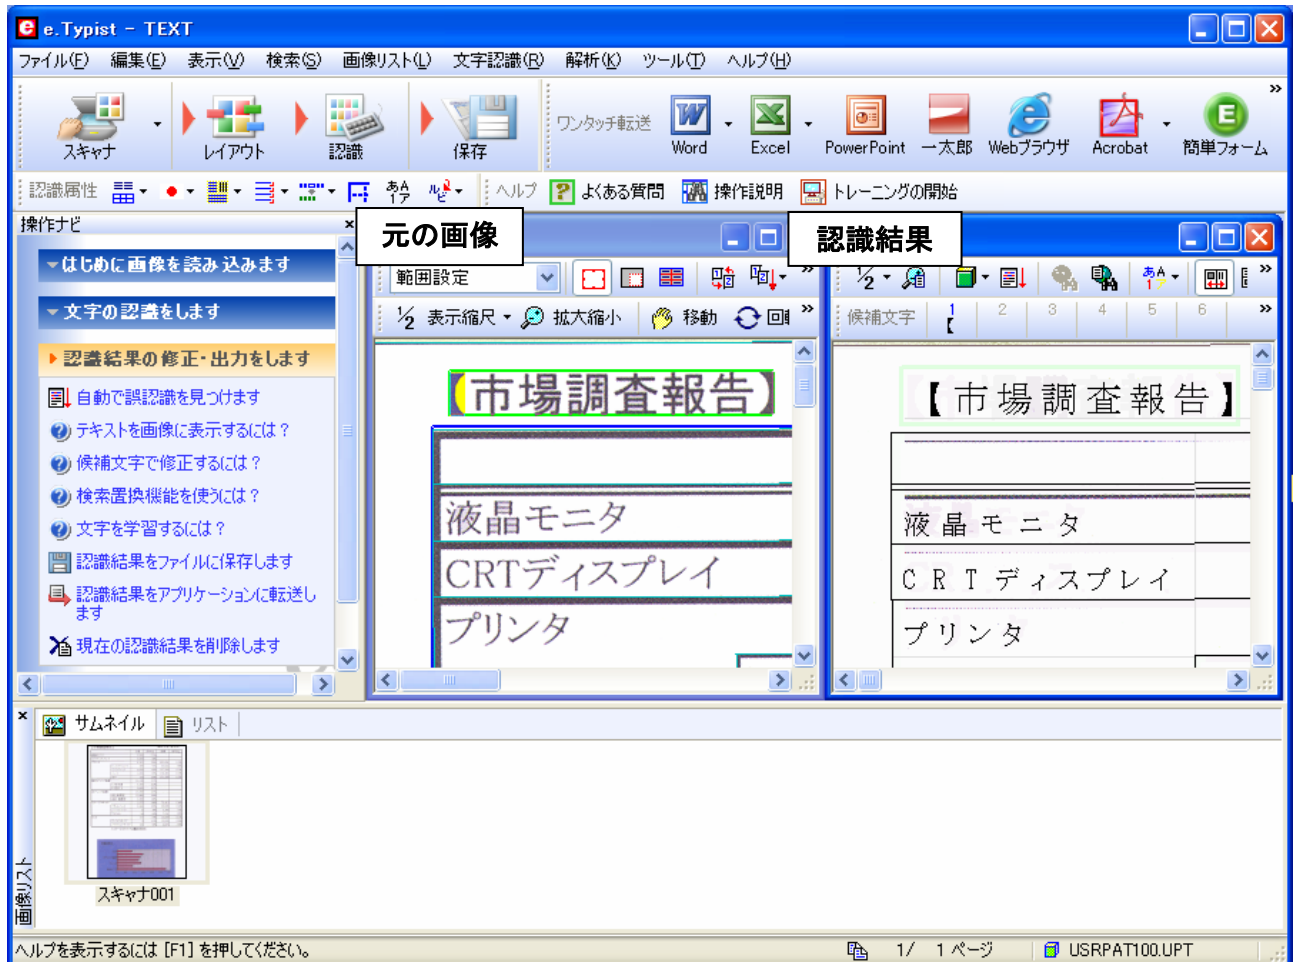 e.Typist - TEXT
ファイル(F) 編集(E) 表示(V) 検索(S) 画像リスト(L) 文字認識(R) 解析(K) ツール(T) ヘルプ(H)
スキャナ レイアウト 認識 保存 ワンタッチ転送 Word Excel PowerPoint 一太郎 Webブラウザ Acrobat 簡単フォーム
認識属性 ヘルプ よくある質問 操作説明 トレーニングの開始
操作ナビ
はじめに画像を読み込みます
文字の認識をします
認識結果の修正・出力をします
自動で誤認識を見つけます
テキストを画像に表示するには？
候補文字で修正するには？
検索置換機能を使うには？
文字を学習するには？
認識結果をファイルに保存します
認識結果をアプリケーションに転送し
ます
現在の認識結果を削除します
元の画像
範囲設定
1/2 表示縮尺 拡大縮小 移動 回
【市場調査報告】
液晶モニタ
CRTディスプレイ
プリンタ
認識結果
1/2
候補文字 1 2 3 4 5 6
【
【市場調査報告】
液晶モニタ
CRTディスプレイ
プリンタ
サムネイル リスト
画像リスト
スキャナ001
ヘルプを表示するには [F1] を押してください。 1/ 1 ページ USRPAT100.UPT